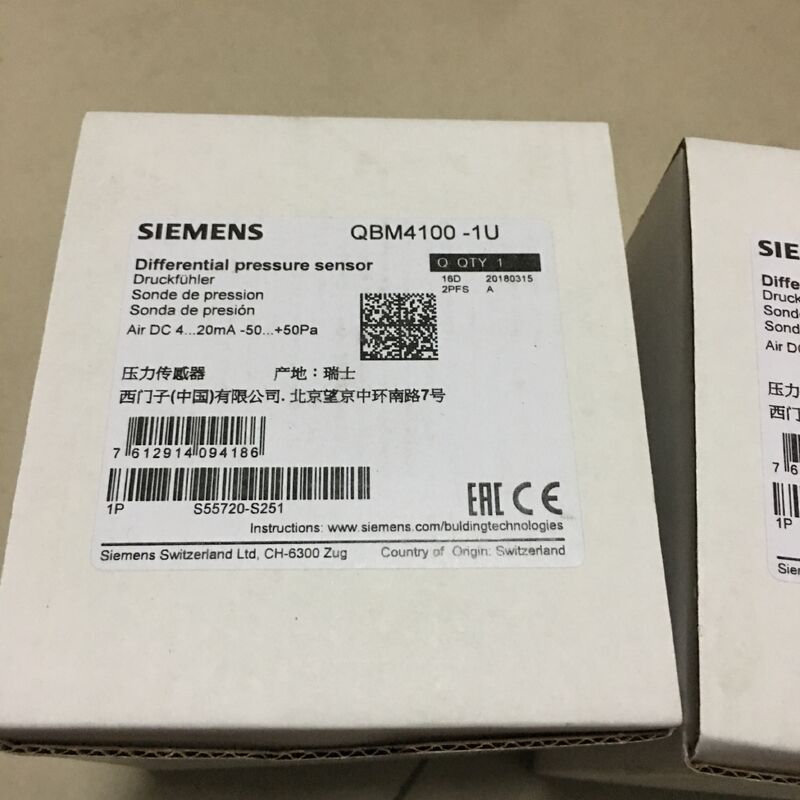 SIEMENS QBM4100 -1U
Differential pressure sensor Q QTY 1
Druckfühler 16D 20180315
Sonde de pression 2PFS A
Sonda de presión
Air DC 4...20mA -50...+50Pa
压力传感器 产地：瑞士
西门子(中国)有限公司. 北京望京中环南路7号
7 612914 094186
1P S55720-S251
EAC CE
Instructions: www.siemens.com/buldingtechnologies
Siemens Switzerland Ltd, CH-6300 Zug Country of Origin: Switzerland
SIE
Diffe
Druck
Sond
Sond
Air DC
压力
西门
7 6
1P
Sien